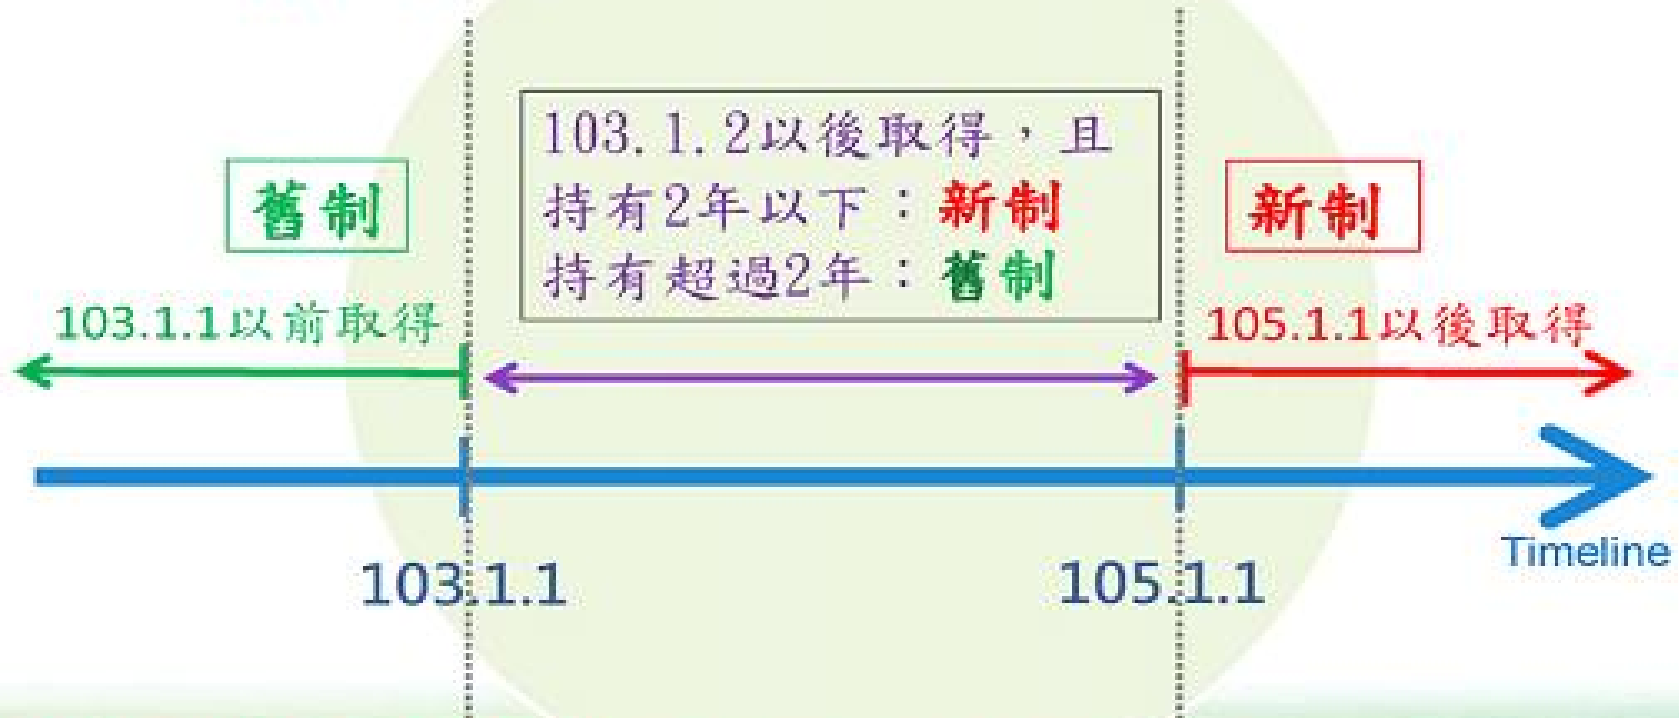 103.1.2以後取得，且
持有2年以下：新制
持有超過2年：舊制
舊制
新制
103.1.1以前取得
105.1.1以後取得
Timeline
103.1.1
105.1.1